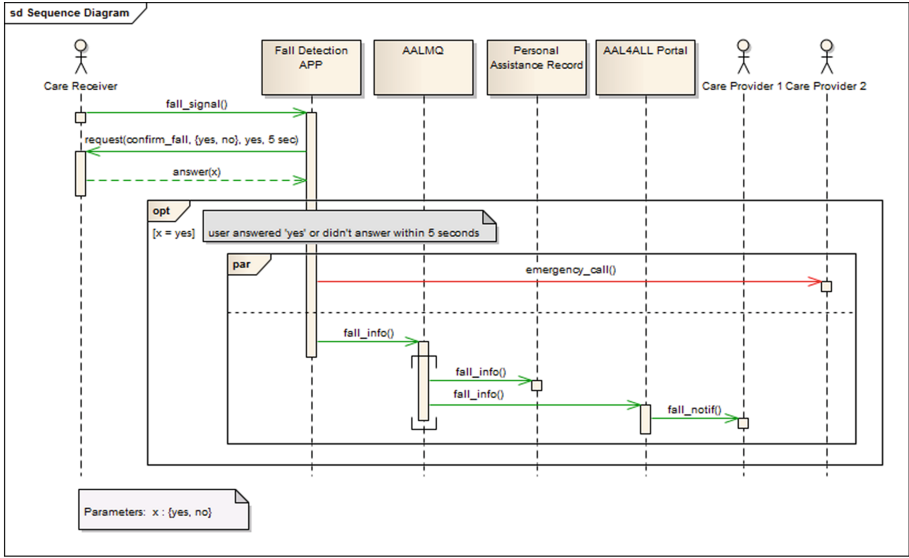 sd Sequence Diagram
Care Receiver
Fall Detection
APP
AALMQ
Personal
Assistance Record
AAL4ALL Portal
Care Provider 1
Care Provider 2
fall_signal()
request(confirm_fall, {yes, no}, yes, 5 sec)
answer(x)
opt
[x = yes]
user answered 'yes' or didn't answer within 5 seconds
par
emergency_call()
fall_info()
fall_info()
fall_info()
fall_notif()
Parameters: x : {yes, no}